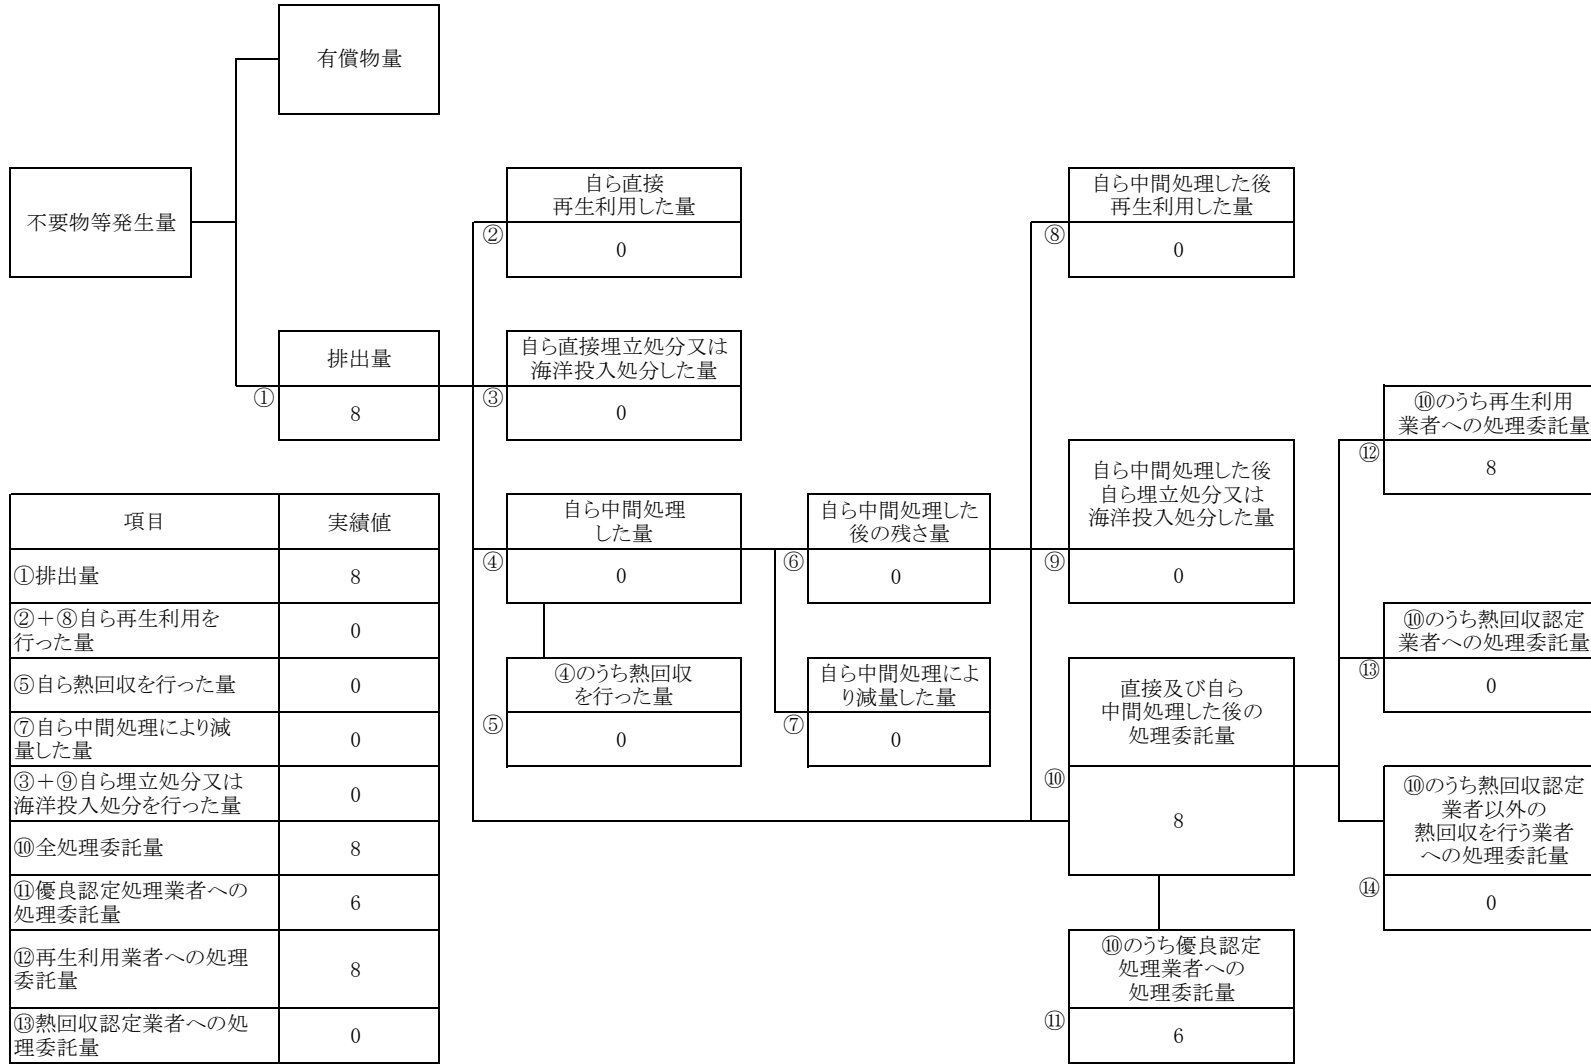 有償物量
不要物等発生量
自ら直接
再生利用した量
②
0
自ら中間処理した後
再生利用した量
⑧
0
排出量
①
8
自ら直接埋立処分又は
海洋投入処分した量
③
0
⑩のうち再生利用
業者への処理委託量
⑫
8
自ら中間処理
した量
④
0
自ら中間処理した
後の残さ量
⑥
0
自ら中間処理した後
自ら埋立処分又は
海洋投入処分した量
⑨
0
④のうち熱回収
を行った量
⑤
0
自ら中間処理によ
り減量した量
⑦
0
直接及び自ら
中間処理した後の
処理委託量
⑩
8
⑩のうち熱回収認定
業者への処理委託量
⑬
0
⑩のうち熱回収認定
業者以外の
熱回収を行う業者
への処理委託量
⑭
0
⑩のうち優良認定
処理業者への
処理委託量
⑪
6
項目 実績値
①排出量 8
②＋⑧自ら再生利用を
行った量 0
⑤自ら熱回収を行った量 0
⑦自ら中間処理により減
量した量 0
③＋⑨自ら埋立処分又は
海洋投入処分を行った量 0
⑩全処理委託量 8
⑪優良認定処理業者への
処理委託量 6
⑫再生利用業者への処理
委託量 8
⑬熱回収認定業者への処
理委託量 0